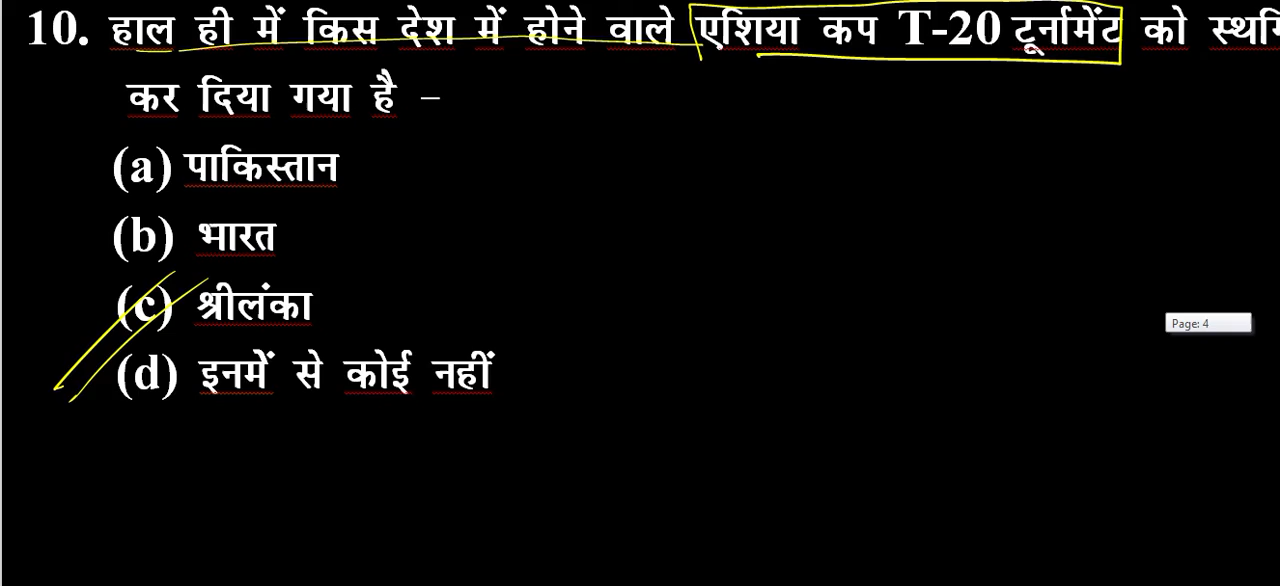 10. हाल ही में किस देश में होने वाले एशिया कप T-20 टूर्नामेंट को
कर दिया गया है –
(a) पाकिस्तान
(b) भारत
(c) श्रीलंका
Page: 4
(d) इनमें से कोई नहीं